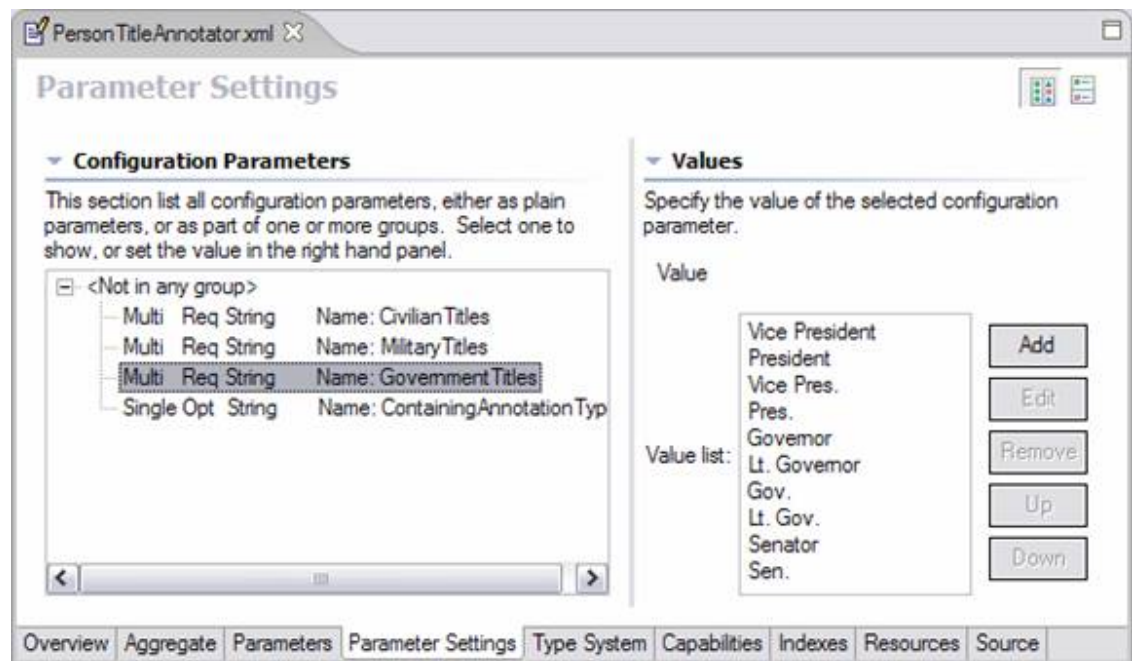 PersonTitleAnnotator.xml
Parameter Settings
Configuration Parameters
This section list all configuration parameters, either as plain
parameters, or as part of one or more groups. Select one to
show, or set the value in the right hand panel.
<Not in any group>
Multi Req String Name: CivilianTitles
Multi Req String Name: MilitaryTitles
Multi Req String Name: GovernmentTitles
Single Opt String Name: ContainingAnnotationTyp
Values
Specify the value of the selected configuration
parameter.
Value
Value list:
Vice President
President
Vice Pres.
Pres.
Governor
Lt. Governor
Gov.
Lt. Gov.
Senator
Sen.
Add
Edit
Remove
Up
Down
Overview Aggregate Parameters Parameter Settings Type System Capabilities Indexes Resources Source